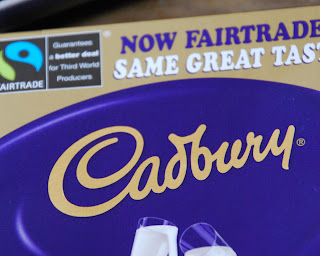 Guarantees
a better deal
for Third World
Producers
FAIRTRADE
NOW FAIRTRADE
SAME GREAT TAS
Cadbury®